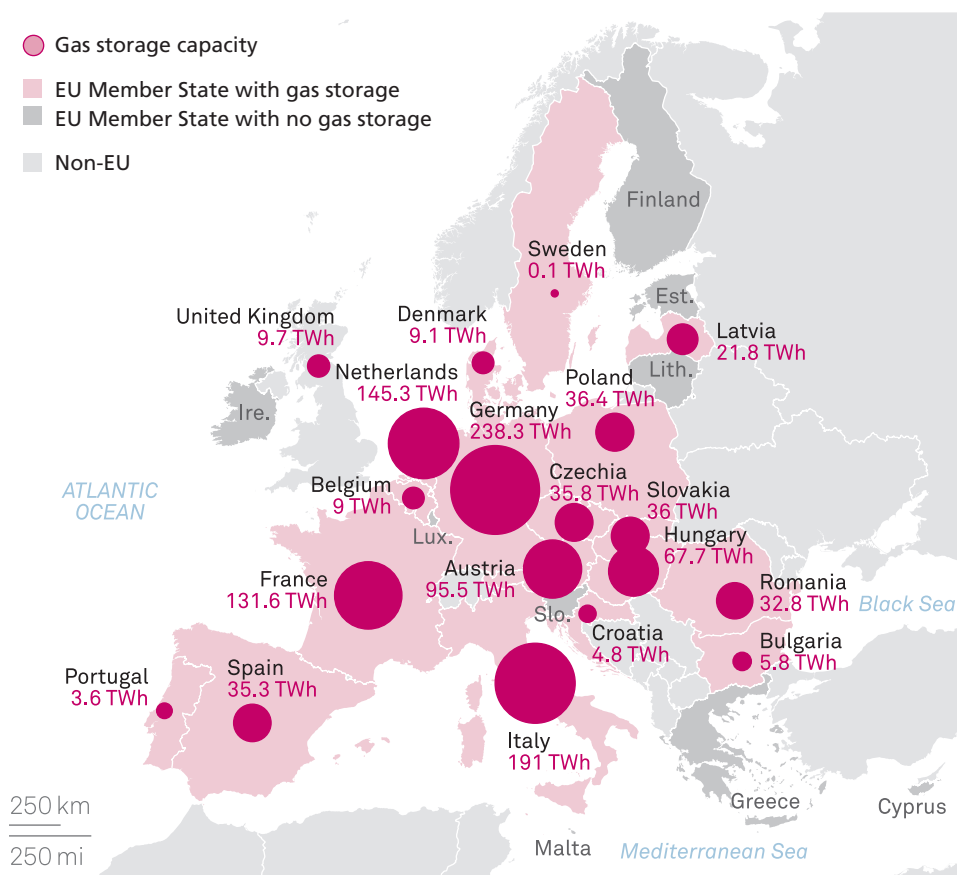 Gas storage capacity
EU Member State with gas storage
EU Member State with no gas storage
Non-EU
Finland
Sweden
0.1 TWh
Est.
United Kingdom
9.7 TWh
Denmark
9.1 TWh
Latvia
21.8 TWh
Netherlands
145.3 TWh
Lith.
Poland
36.4 TWh
Ire.
Germany
238.3 TWh
Czechia
35.8 TWh
Slovakia
36 TWh
Belgium
9 TWh
ATLANTIC
OCEAN
Lux.
Hungary
67.7 TWh
Austria
95.5 TWh
France
131.6 TWh
Romania
32.8 TWh
Black Sea
Slo.
Croatia
4.8 TWh
Bulgaria
5.8 TWh
Portugal
3.6 TWh
Spain
35.3 TWh
Italy
191 TWh
250 km
250 mi
Greece
Cyprus
Malta
Mediterranean Sea